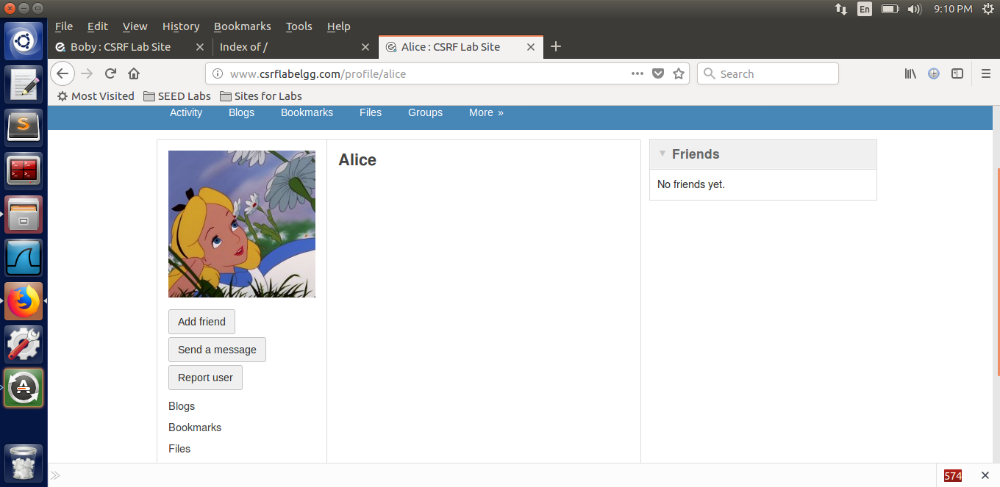 En 9:10 PM
File Edit View History Bookmarks Tools Help
Boby : CSRF Lab Site Index of / Alice : CSRF Lab Site
www.csrflabelgg.com/profile/alice Search
Most Visited SEED Labs Sites for Labs
Activity Blogs Bookmarks Files Groups More »
Alice
Friends
No friends yet.
Add friend
Send a message
Report user
Blogs
Bookmarks
Files
574